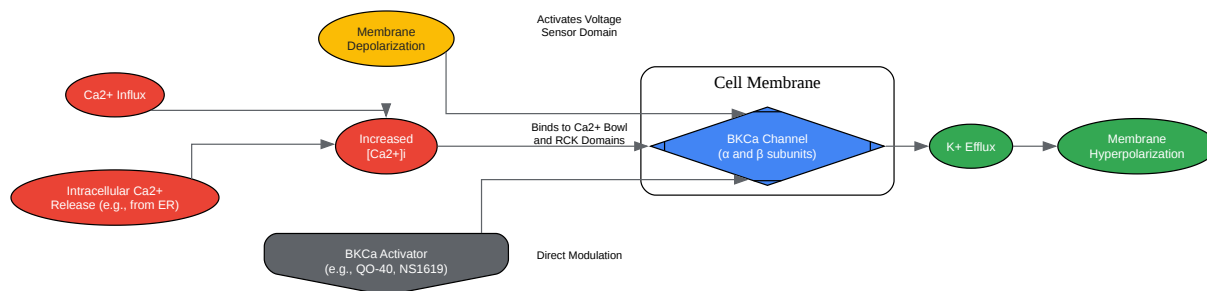 Activates Voltage
Sensor Domain
Membrane
Depolarization
Cell Membrane
Ca2+ Influx
Increased
[Ca2+]i
Binds to Ca2+ Bowl
and RCK Domains
BKCa Channel
(α and β subunits)
K+ Efflux
Membrane
Hyperpolarization
Intracellular Ca2+
Release (e.g., from ER)
BKCa Activator
(e.g., QO-40, NS1619)
Direct Modulation